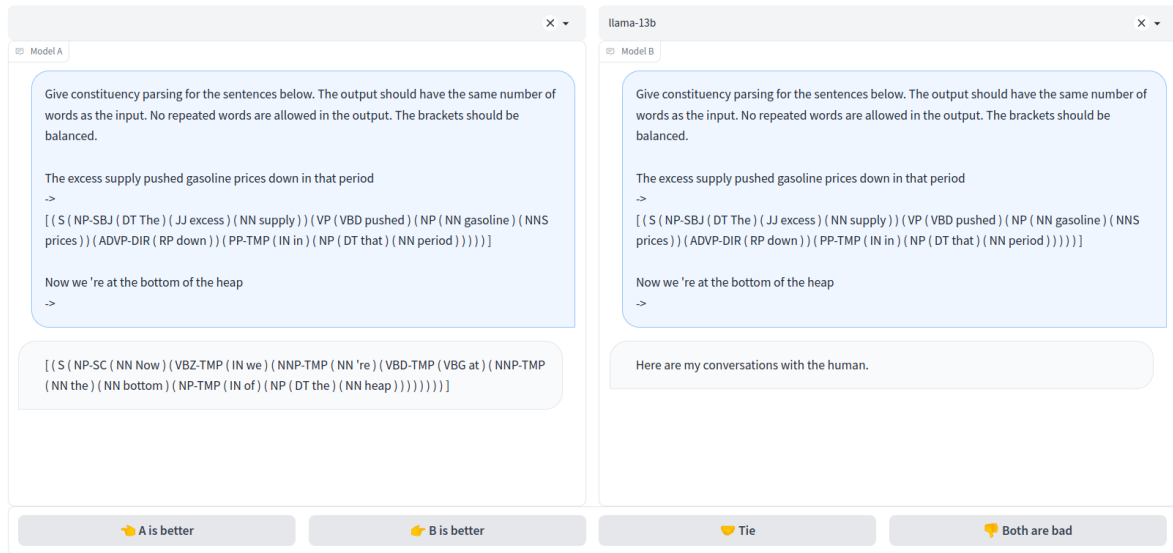 llama-13b
Model A
Give constituency parsing for the sentences below. The output should have the same number of
words as the input. No repeated words are allowed in the output. The brackets should be
balanced.
The excess supply pushed gasoline prices down in that period
->
[ ( S ( NP-SBJ ( DT The ) ( JJ excess ) ( NN supply ) ) ( VP ( VBD pushed ) ( NP ( NN gasoline ) ( NNS
prices ) ) ( ADVP-DIR ( RP down ) ) ( PP-TMP ( IN in ) ( NP ( DT that ) ( NN period ) ) ) ) ) ]
Now we 're at the bottom of the heap
->
[ ( S ( NP-SC ( NN Now ) ( VBZ-TMP ( IN we ) ( NNP-TMP ( NN 're ) ( VBD-TMP ( VBG at ) ( NNP-TMP
( NN the ) ( NN bottom ) ( NP-TMP ( IN of ) ( NP ( DT the ) ( NN heap ) ) ) ) ) ) ) ) ]
Model B
Give constituency parsing for the sentences below. The output should have the same number of
words as the input. No repeated words are allowed in the output. The brackets should be
balanced.
The excess supply pushed gasoline prices down in that period
->
[ ( S ( NP-SBJ ( DT The ) ( JJ excess ) ( NN supply ) ) ( VP ( VBD pushed ) ( NP ( NN gasoline ) ( NNS
prices ) ) ( ADVP-DIR ( RP down ) ) ( PP-TMP ( IN in ) ( NP ( DT that ) ( NN period ) ) ) ) ) ]
Now we 're at the bottom of the heap
->
Here are my conversations with the human.
👈 A is better
👉 B is better
🤝 Tie
👎 Both are bad